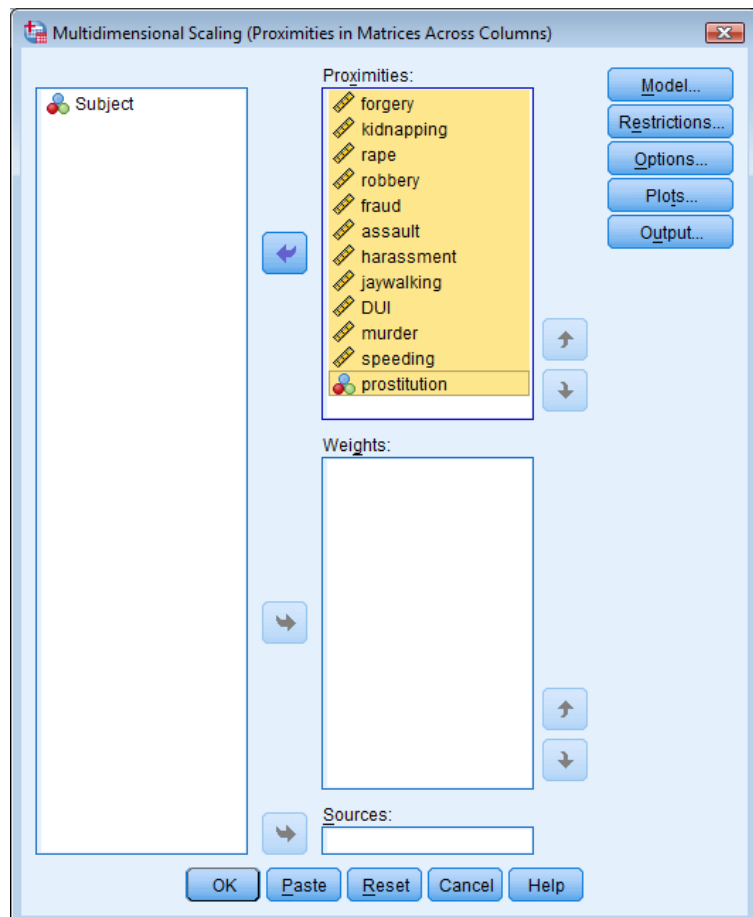 Multidimensional Scaling (Proximities in Matrices Across Columns)
Subject
Proximities:
forgery
kidnapping
rape
robbery
fraud
assault
harassment
jaywalking
DUI
murder
speeding
prostitution
Weights:
Sources:
Model...
Restrictions...
Options...
Plots...
Output...
OK Paste Reset Cancel Help